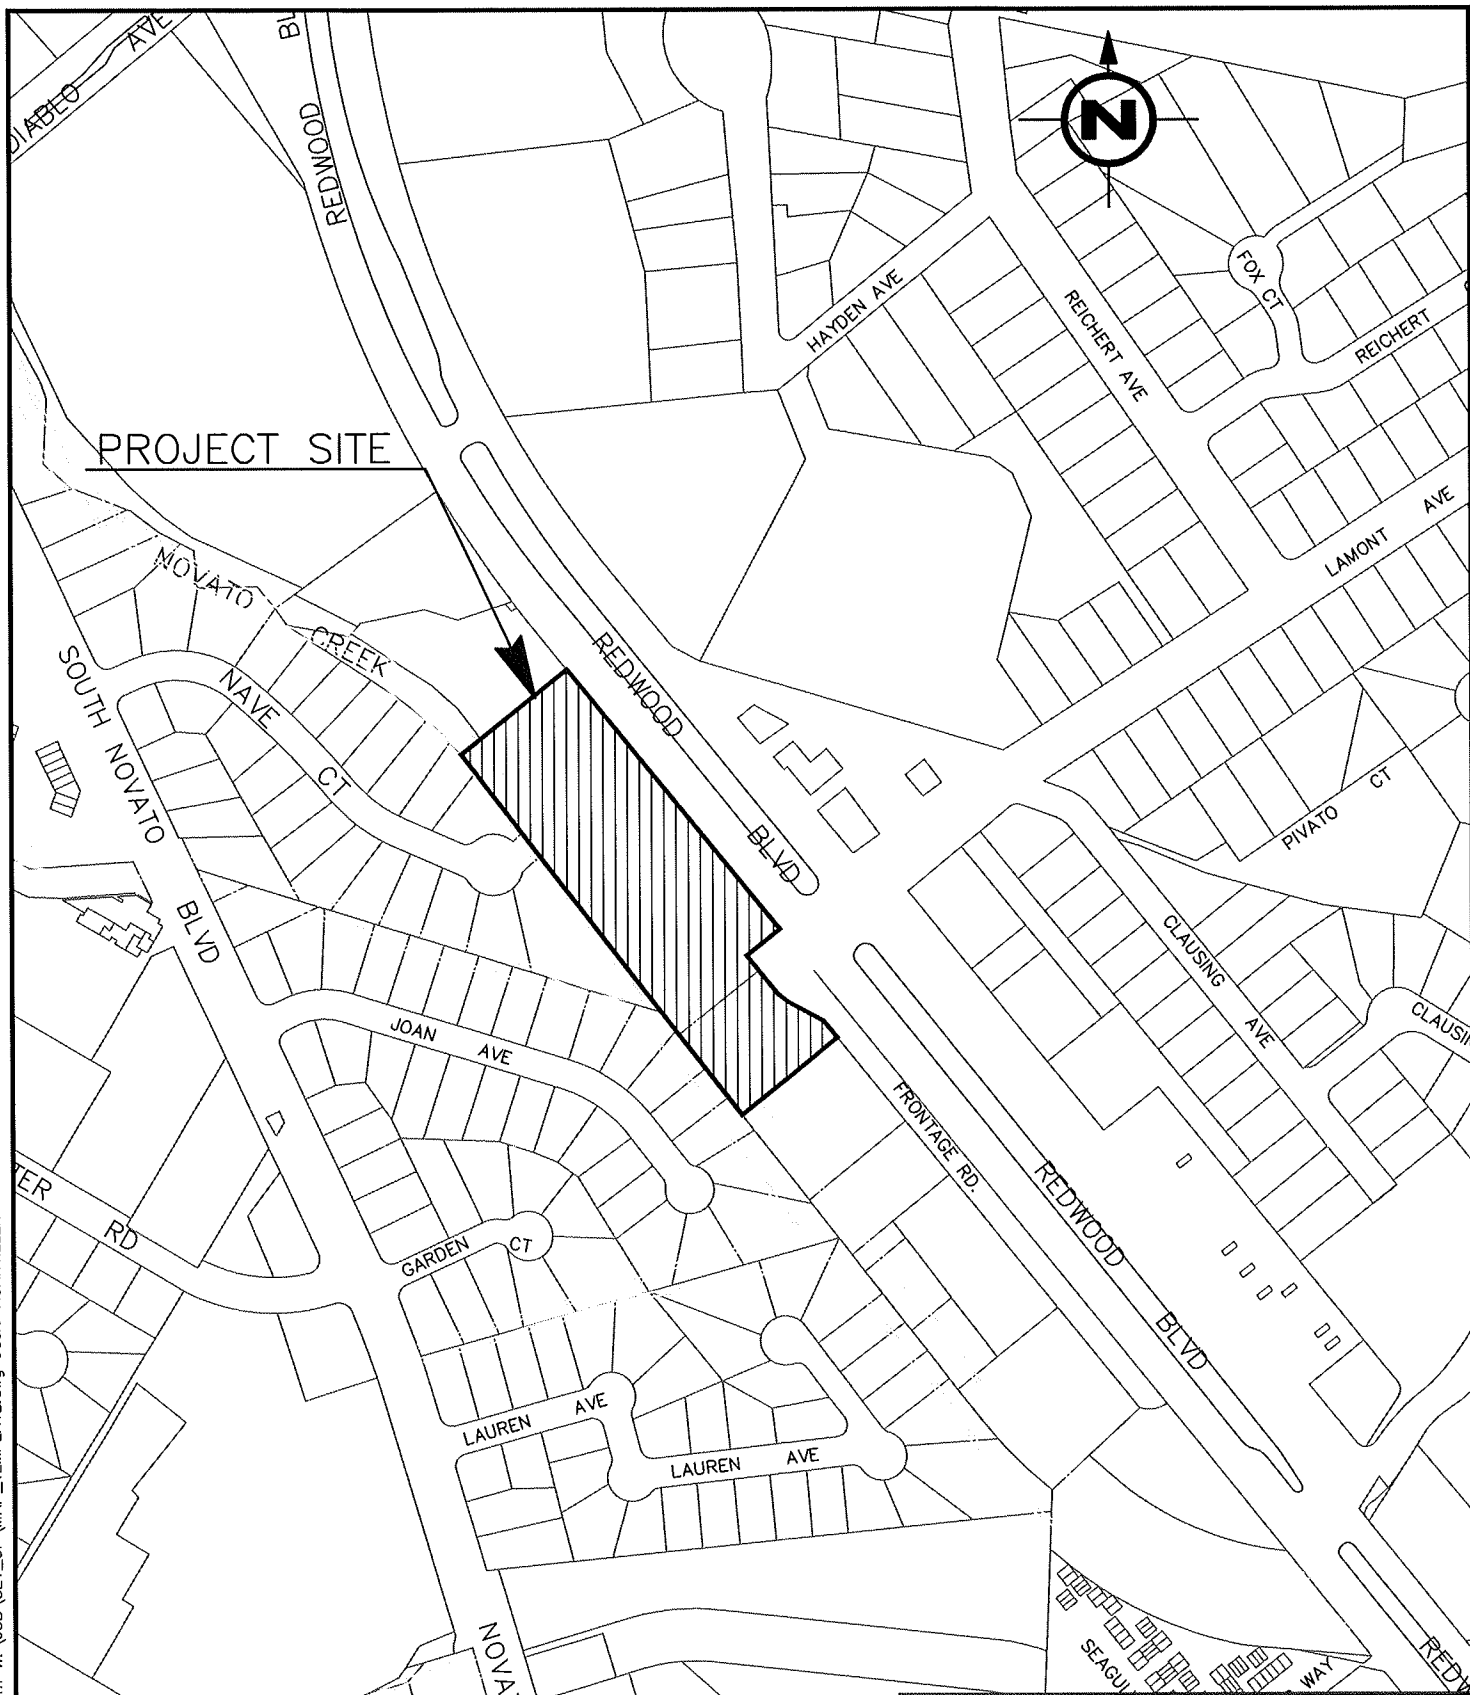 DIABLO AVE
REDWOOD
N
HAYDEN AVE
REICHERT AVE
FOX CT
REICHERT
PROJECT SITE
LAMONT AVE
NOVATO
CREEK
NAVE CT
SOUTH NOVATO
BLVD
REDWOOD
BLVD
PIVATO CT
CLAUSING
AVE
JOAN AVE
FRONTAGE RD.
REDWOOD
BLVD
RD
GARDEN CT
LAUREN AVE
LAUREN AVE
WAY